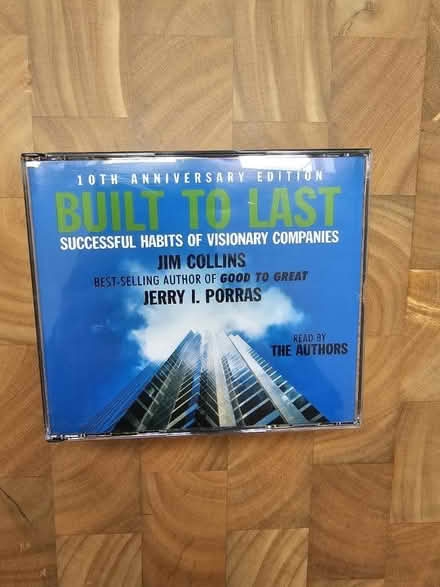 10TH ANNIVERSARY EDITION
BUILT TO LAST
SUCCESSFUL HABITS OF VISIONARY COMPANIES
JIM COLLINS
BEST-SELLING AUTHOR OF GOOD TO GREAT
JERRY I. PORRAS
READ BY
THE AUTHORS